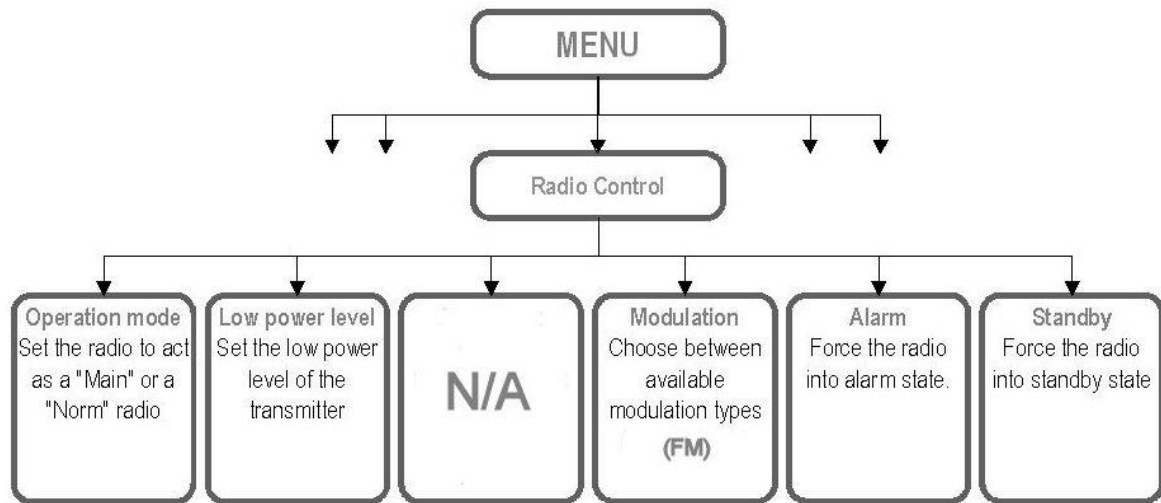 MENU
Radio Control
Operation mode
Set the radio to act
as a "Main" or a
"Norm" radio
Low power level
Set the low power
level of the
transmitter
N/A
Modulation
Choose between
available
modulation types
(FM)
Alarm
Force the radio
into alarm state.
Standby
Force the radio
into standby state